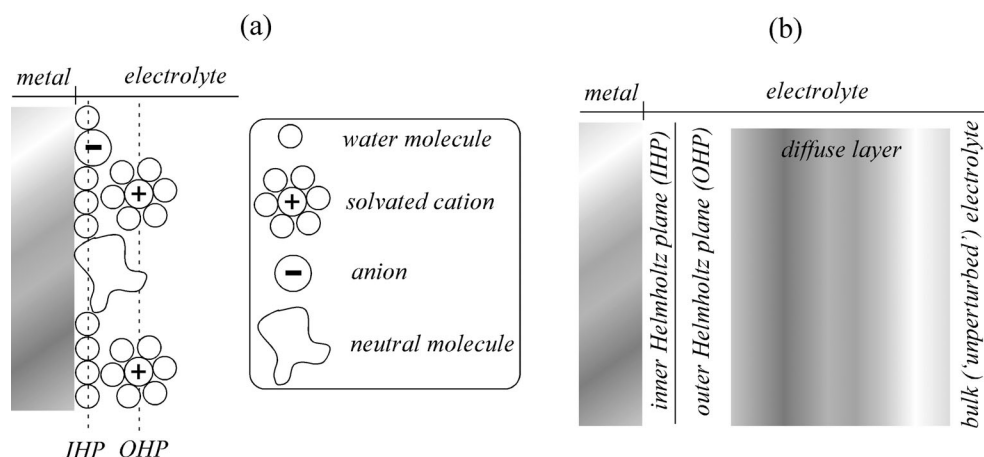 (a)
metal
electrolyte
-
+
+
IHP
OHP
water molecule
+
solvated cation
-
anion
neutral molecule
(b)
metal
electrolyte
inner Helmholtz plane (IHP)
outer Helmholtz plane (OHP)
diffuse layer
bulk (‘unperturbed’) electrolyte